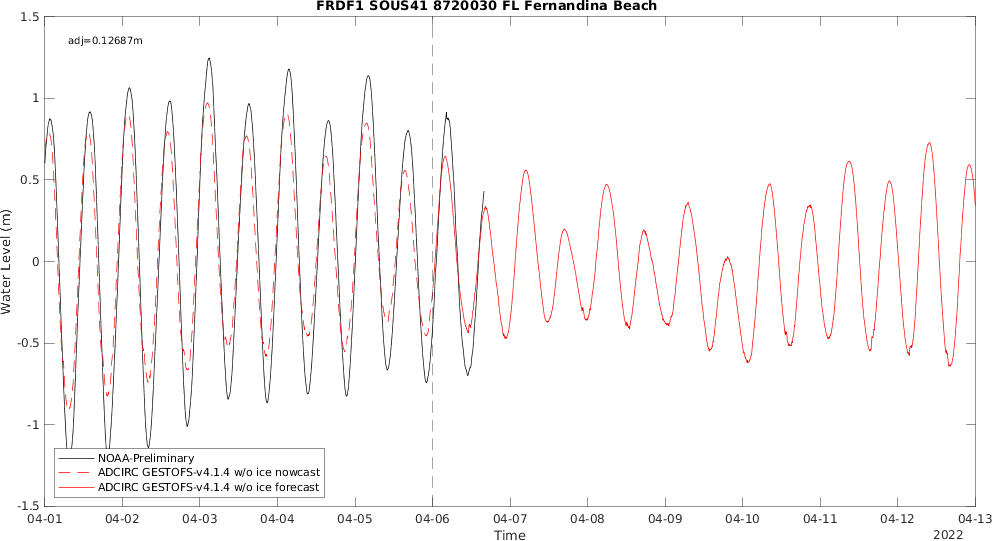 FRDF1 SOUS41 8720030 FL Fernandina Beach
adj=0.12687m
1.5
1
0.5
0
-0.5
-1
-1.5
Water Level (m)
NOAA-Preliminary
ADCIRC GESTOFS-v4.1.4 w/o ice nowcast
ADCIRC GESTOFS-v4.1.4 w/o ice forecast
04-01 04-02 04-03 04-04 04-05 04-06 04-07 04-08 04-09 04-10 04-11 04-12 04-13
Time
2022